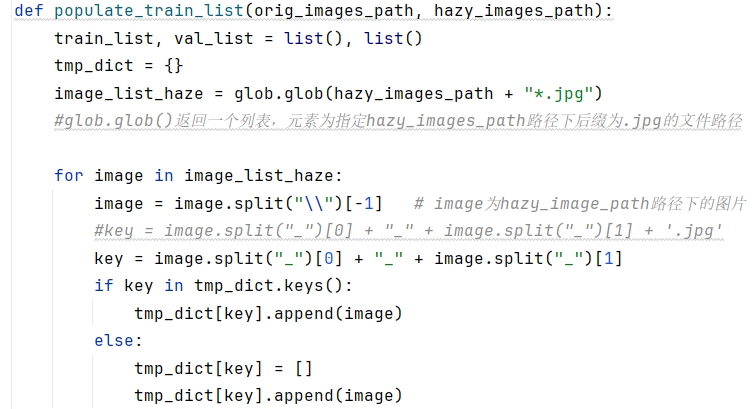 def populate_train_list(orig_images_path, hazy_images_path):
    train_list, val_list = list(), list()
    tmp_dict = {}
    image_list_haze = glob.glob(hazy_images_path + "*.jpg")
    #glob.glob()返回一个列表，元素为指定hazy_images_path路径下后缀为.jpg的文件路径
    for image in image_list_haze:
        image = image.split("\\")[-1]   # image为hazy_image_path路径下的图片
        #key = image.split("_")[0] + "_" + image.split("_")[1] + '.jpg'
        key = image.split("_")[0] + "_" + image.split("_")[1]
        if key in tmp_dict.keys():
            tmp_dict[key].append(image)
        else:
            tmp_dict[key] = []
            tmp_dict[key].append(image)